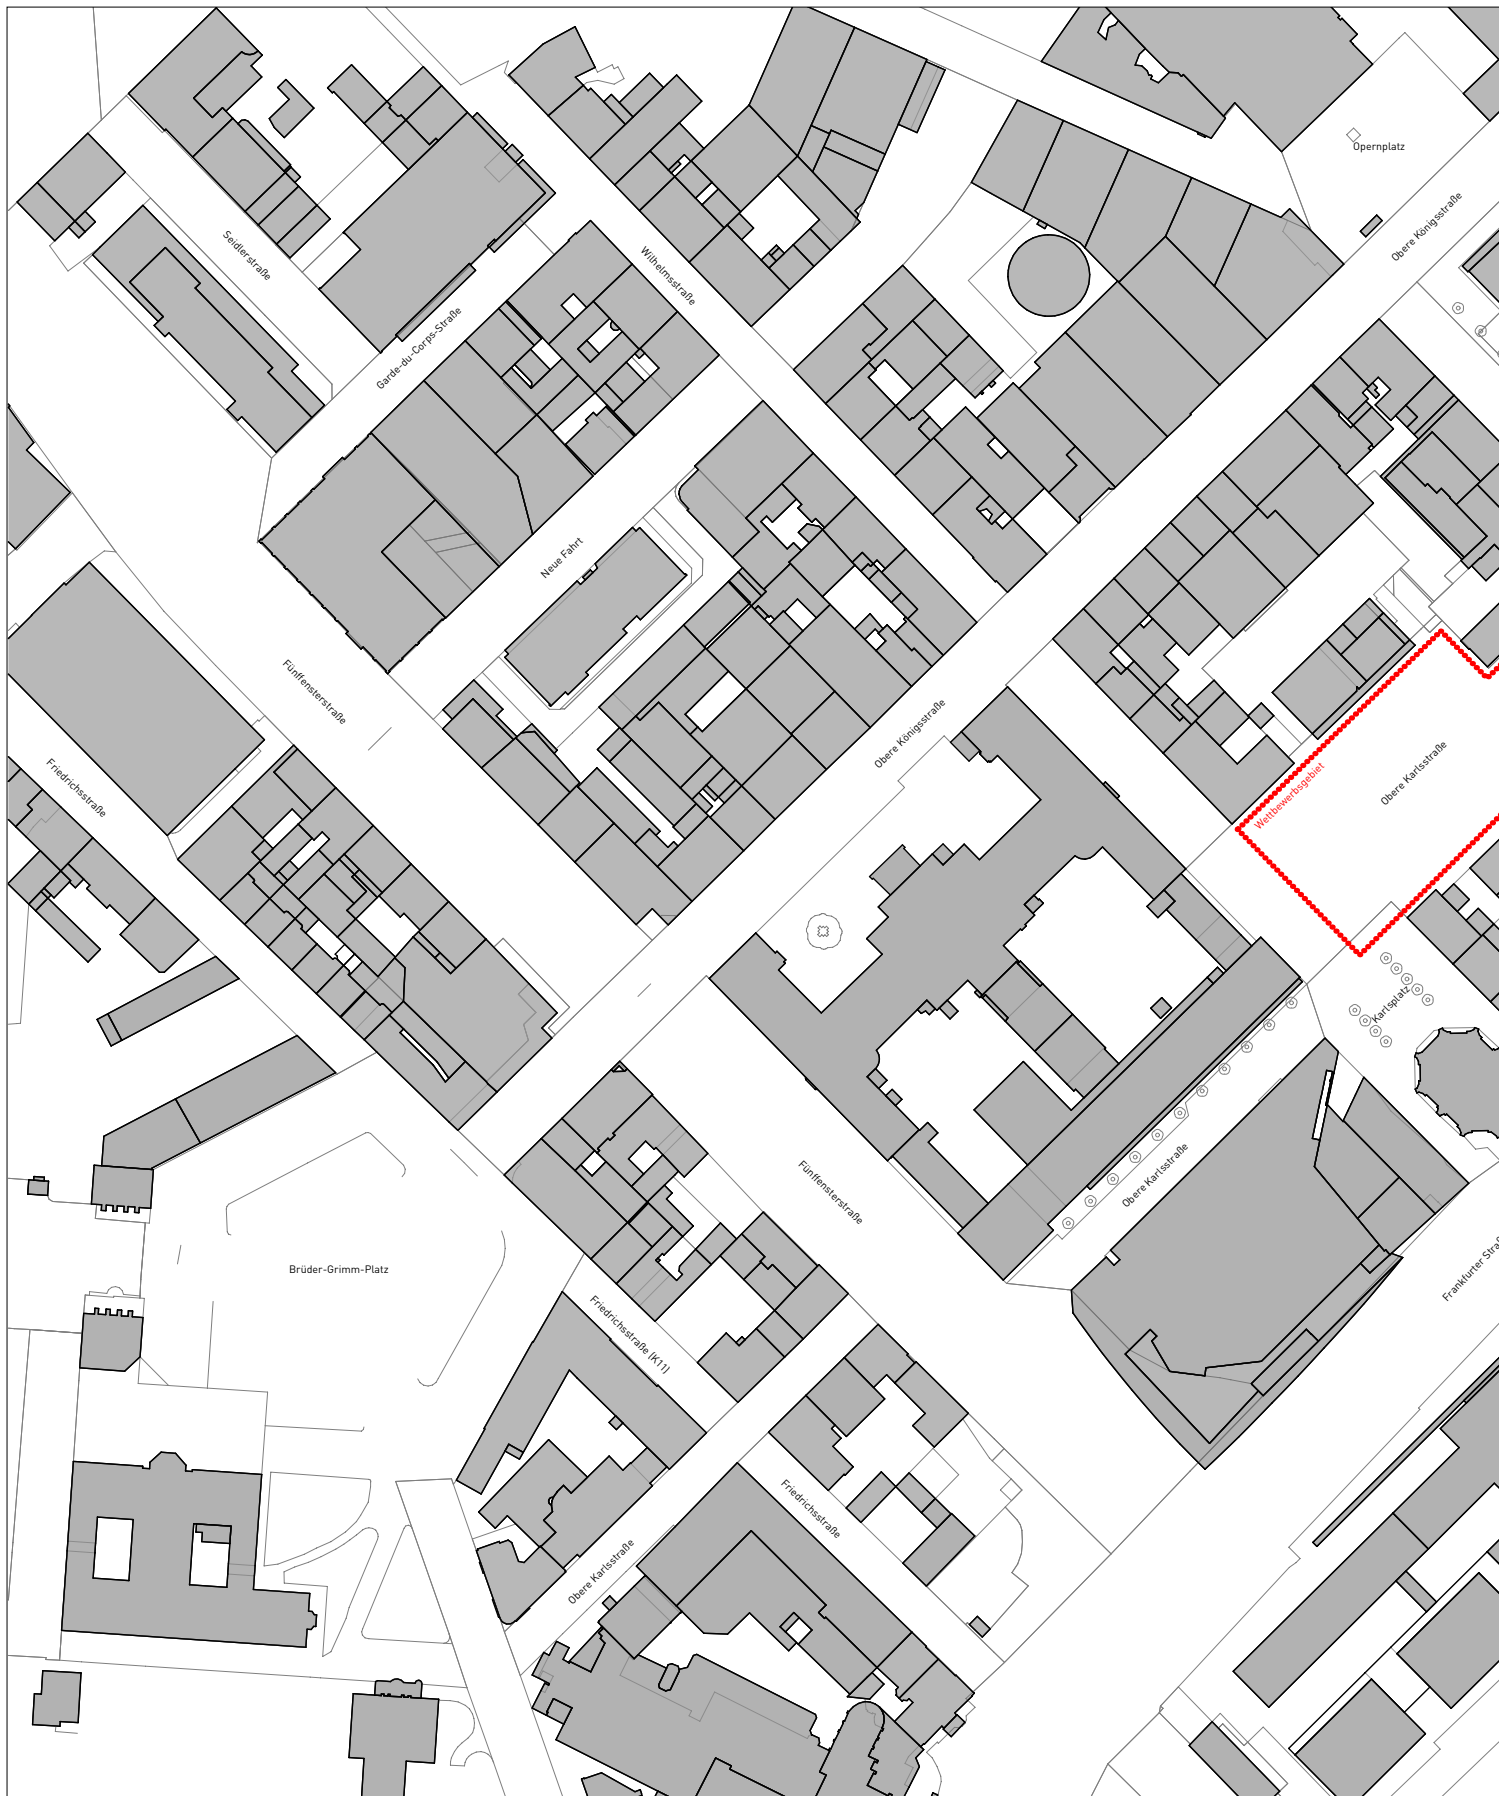 Opernplatz
Obere Königsstraße
Seidlerstraße
Wilhelmsstraße
Garde-du-Corps-Straße
Neue Fahrt
Fünffensterstraße
Obere Königsstraße
Friedrichsstraße
Obere Karlsstraße
Wettbewerbsgebiet
Karlsplatz
Obere Karlsstraße
Fünffensterstraße
Brüder-Grimm-Platz
Frankfurter Straß
Friedrichsstraße (K11)
Friedrichsstraße
Obere Karlsstraße